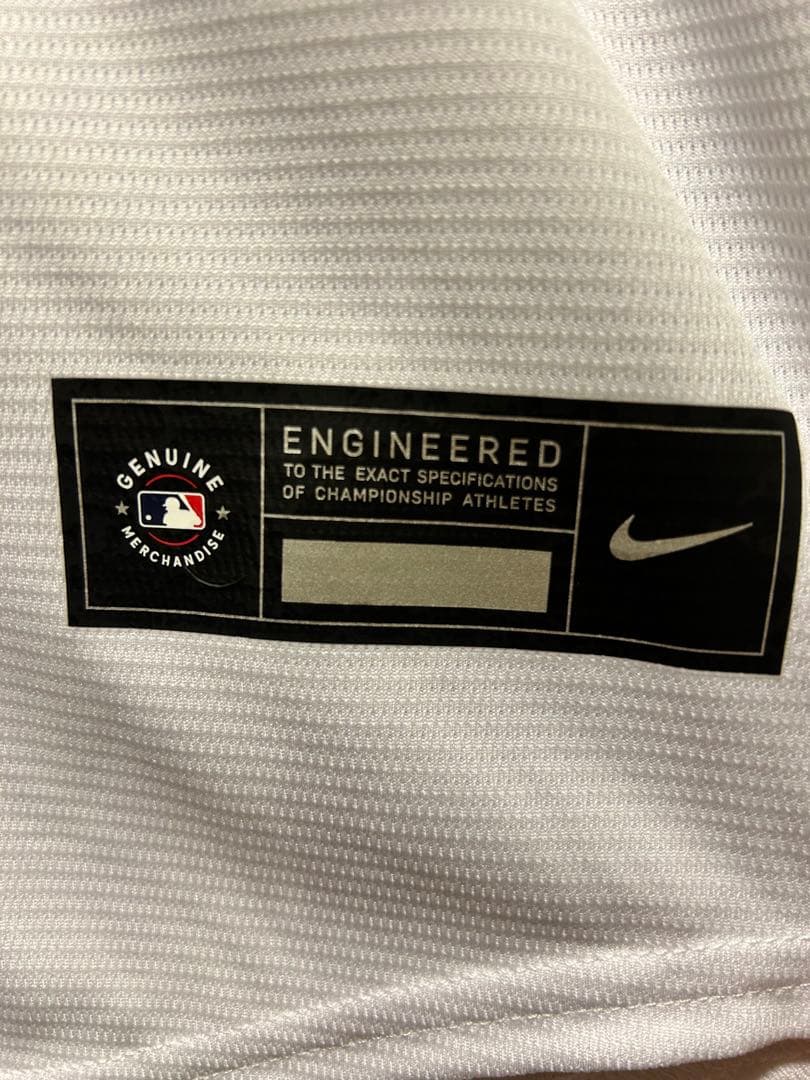 GENUINE
MERCHANDISE
ENGINEERED
TO THE EXACT SPECIFICATIONS
OF CHAMPIONSHIP ATHLETES